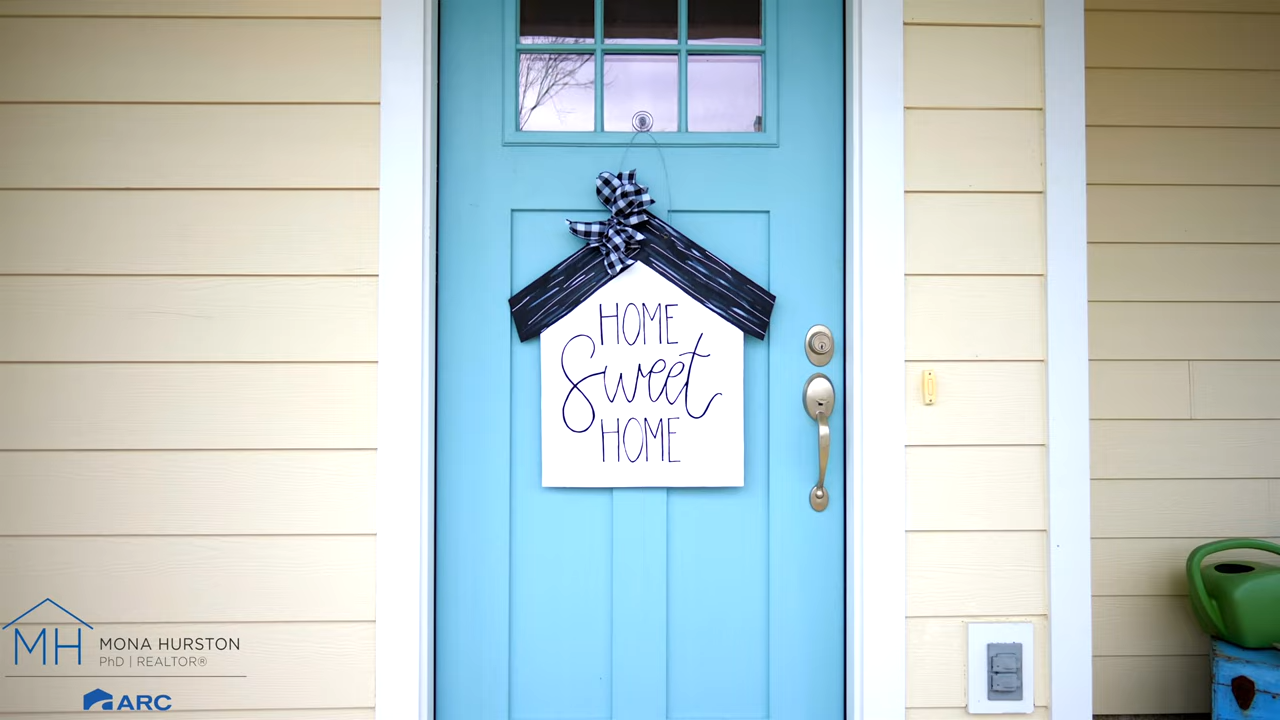 HOME
Sweet
HOME
MH
MONA HURSTON
PhD | REALTOR®
ARC